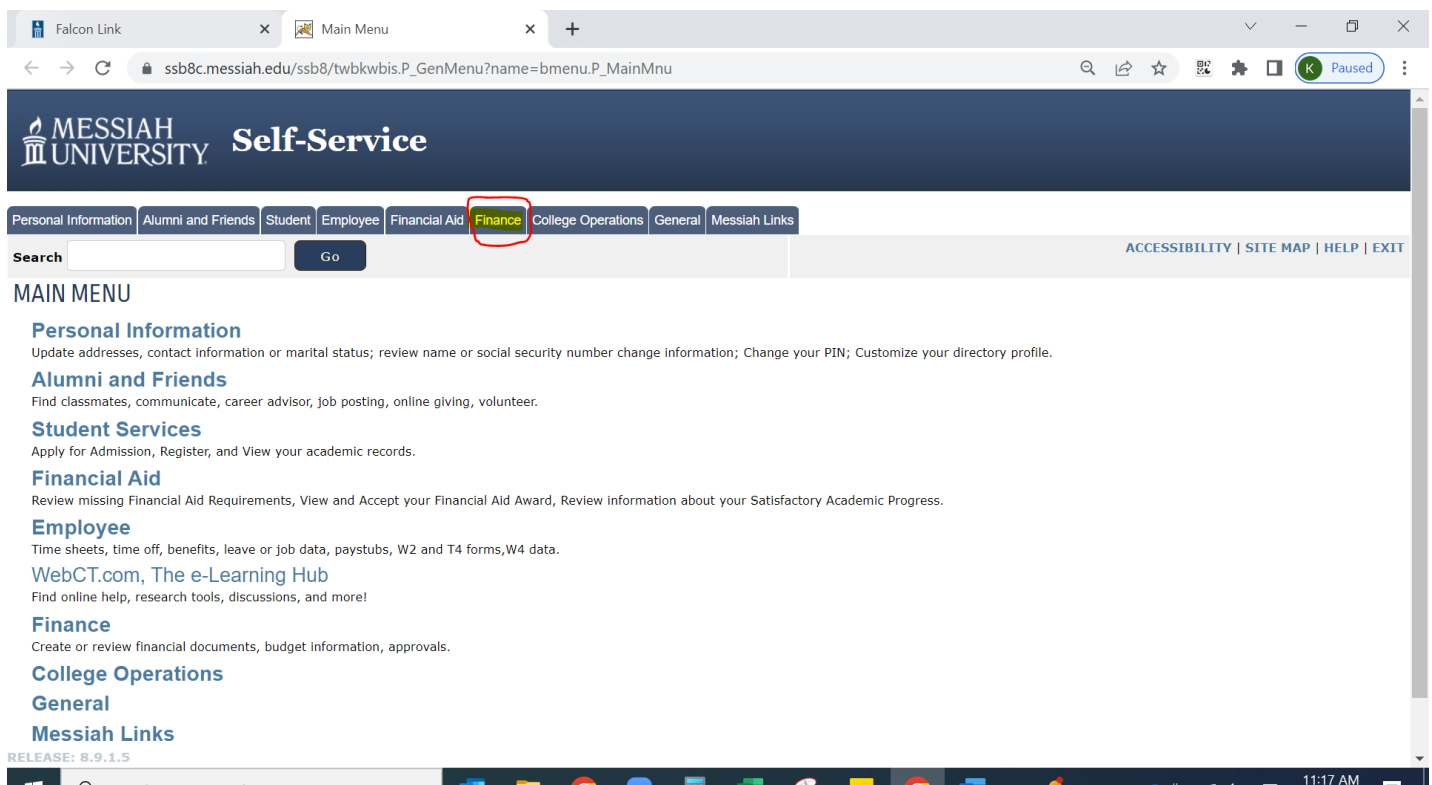 Falcon Link
Main Menu
ssb8c.messiah.edu/ssb8/twbkwbis.P_GenMenu?name=bmenu.P_MainMnu
K Paused
MESSIAH
UNIVERSITY.
Self-Service
Personal Information Alumni and Friends Student Employee Financial Aid Finance College Operations General Messiah Links
Search Go
ACCESSIBILITY | SITE MAP | HELP | EXIT
MAIN MENU
Personal Information
Update addresses, contact information or marital status; review name or social security number change information; Change your PIN; Customize your directory profile.
Alumni and Friends
Find classmates, communicate, career advisor, job posting, online giving, volunteer.
Student Services
Apply for Admission, Register, and View your academic records.
Financial Aid
Review missing Financial Aid Requirements, View and Accept your Financial Aid Award, Review information about your Satisfactory Academic Progress.
Employee
Time sheets, time off, benefits, leave or job data, paystubs, W2 and T4 forms,W4 data.
WebCT.com, The e-Learning Hub
Find online help, research tools, discussions, and more!
Finance
Create or review financial documents, budget information, approvals.
College Operations
General
Messiah Links
RELEASE: 8.9.1.5
11:17 AM